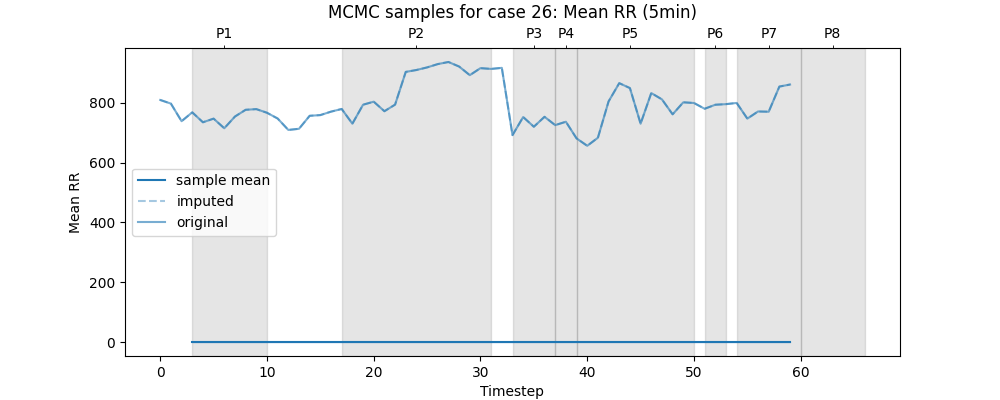 MCMC samples for case 26: Mean RR (5min)
P1 P2 P3 P4 P5 P6 P7 P8
800
600
400
200
0
Mean RR
sample mean
imputed
original
0 10 20 30 40 50 60
Timestep